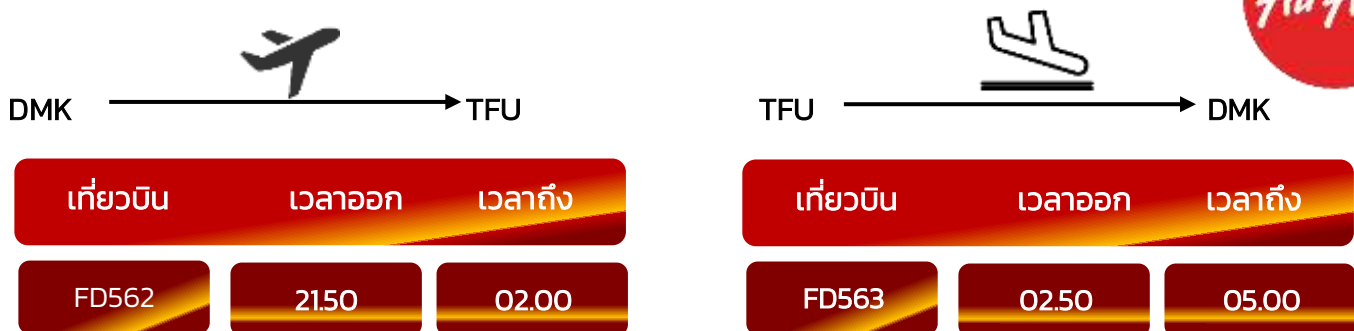 DMK TFU
เที่ยวบิน เวลาออก เวลาถึง
FD562 21.50 02.00
TFU DMK
เที่ยวบิน เวลาออก เวลาถึง
FD563 02.50 05.00